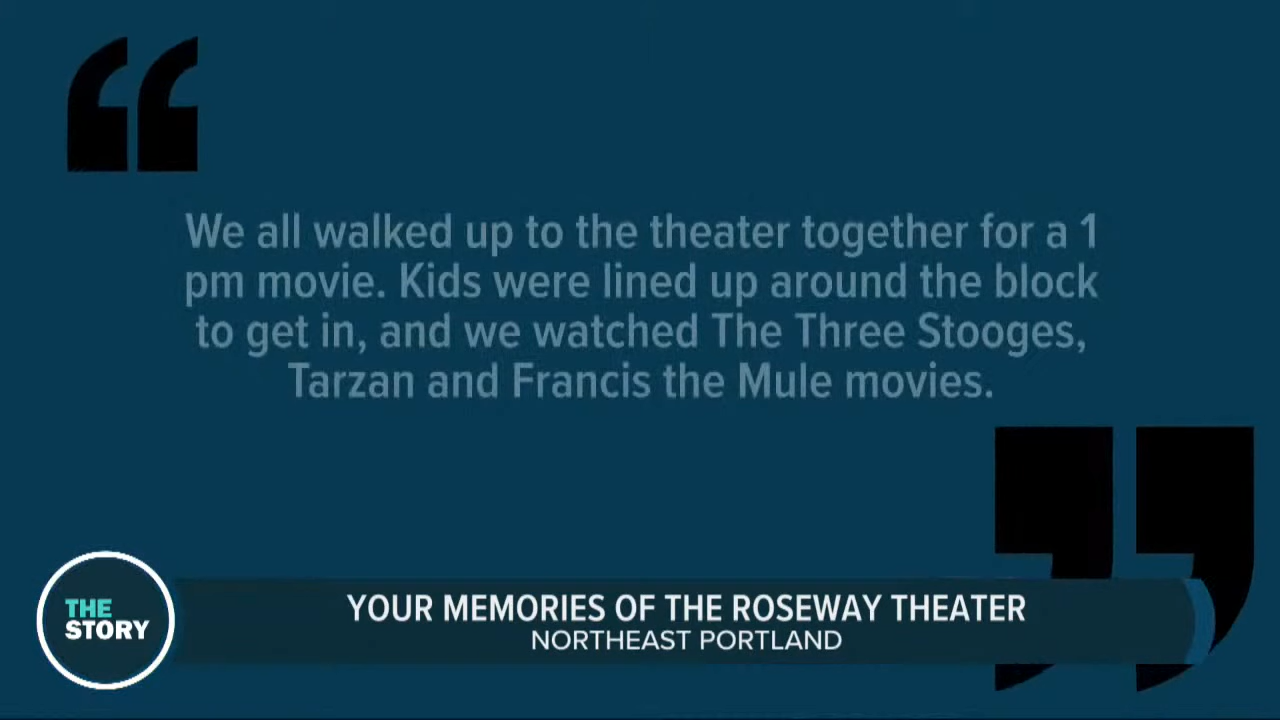 “
We all walked up to the theater together for a 1
pm movie. Kids were lined up around the block
to get in, and we watched The Three Stooges,
Tarzan and Francis the Mule movies.
”
THE
STORY
YOUR MEMORIES OF THE ROSEWAY THEATER
NORTHEAST PORTLAND